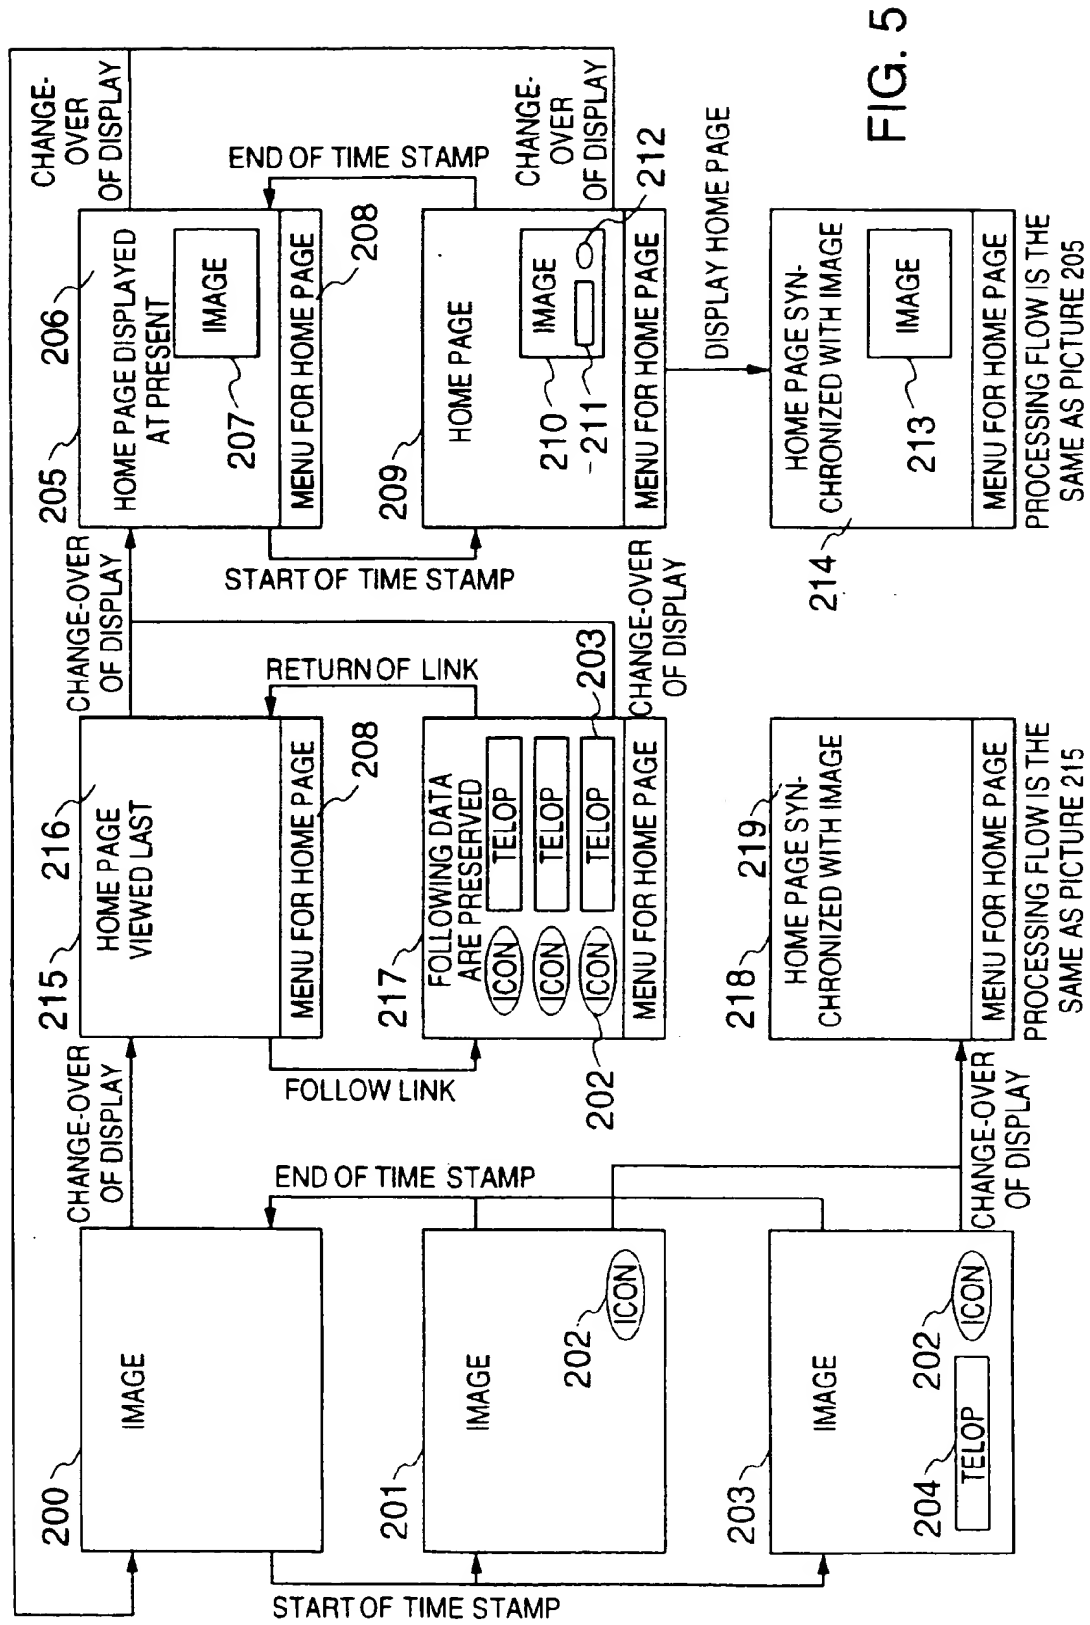 CHANGE-OVER
OF DISPLAY
CHANGE-OVER
OF DISPLAY
CHANGE-
OVER
OF DISPLAY
200
IMAGE
215
216
HOME PAGE
VIEWED LAST
MENU FOR HOME PAGE
208
205
206
HOME PAGE DISPLAYED
AT PRESENT
207
IMAGE
MENU FOR HOME PAGE
208
START OF TIME STAMP
END OF TIME STAMP
FOLLOW LINK
RETURN OF LINK
START OF TIME STAMP
END OF TIME STAMP
201
IMAGE
202
ICON
217
FOLLOWING DATA
ARE PRESERVED
ICON
TELOP
ICON
TELOP
ICON
TELOP
202
203
MENU FOR HOME PAGE
CHANGE-OVER
OF DISPLAY
209
HOME PAGE
210
IMAGE
211
212
MENU FOR HOME PAGE
CHANGE-
OVER
OF DISPLAY
DISPLAY HOME PAGE
203
IMAGE
204
TELOP
202
ICON
CHANGE-OVER
OF DISPLAY
218
219
HOME PAGE SYN-
CHRONIZED WITH IMAGE
MENU FOR HOME PAGE
PROCESSING FLOW IS THE
SAME AS PICTURE 215
214
HOME PAGE SYN-
CHRONIZED WITH IMAGE
213
IMAGE
MENU FOR HOME PAGE
PROCESSING FLOW IS THE
SAME AS PICTURE 205
FIG. 5